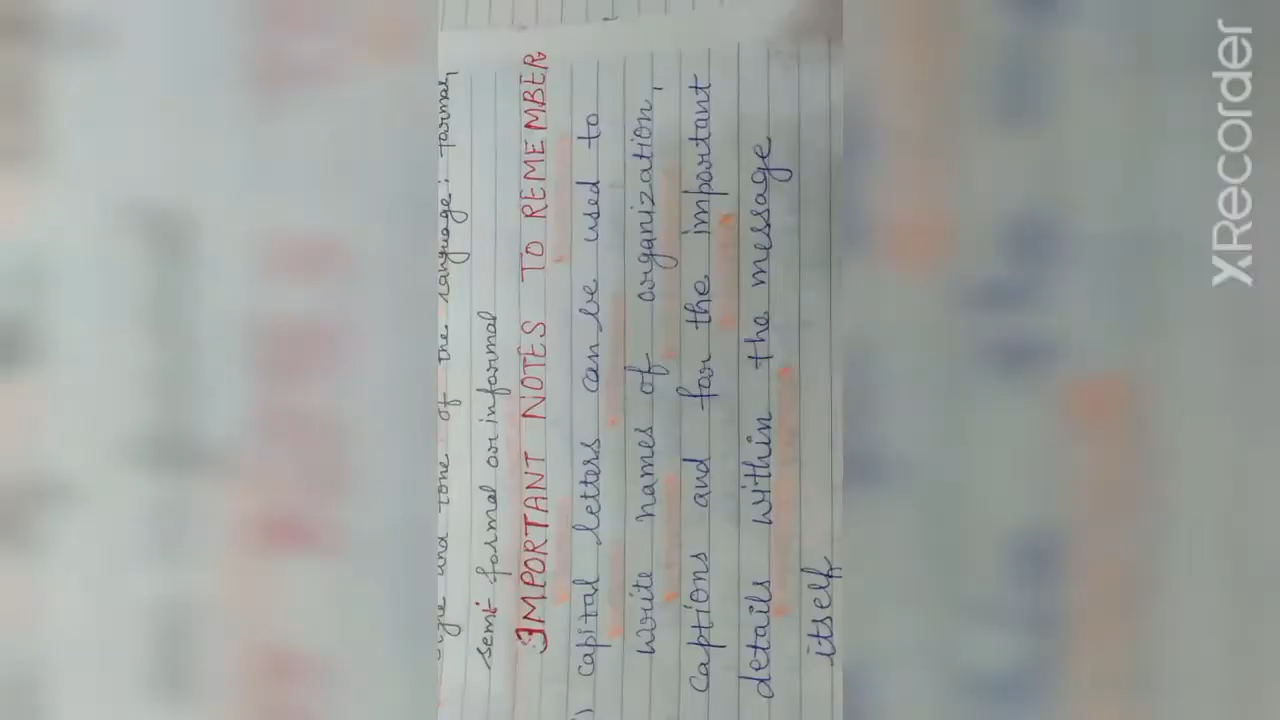 and tone of the language: formal,
semi-formal or informal
IMPORTANT NOTES TO REMEMBER
) capital letters can be used to
write names of organization,
captions and for the important
details within the message
itself
XRecorder